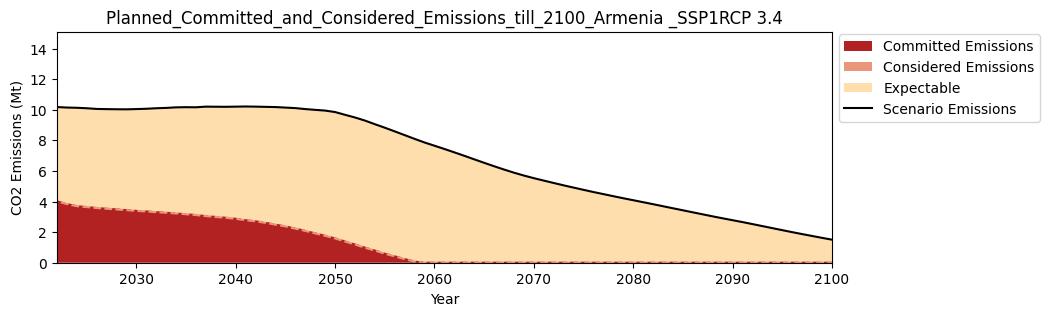 Planned_Committed_and_Considered_Emissions_till_2100_Armenia _SSP1RCP 3.4
CO2 Emissions (Mt)
14
12
10
8
6
4
2
0
2030 2040 2050 2060 2070 2080 2090 2100
Year
Committed Emissions
Considered Emissions
Expectable
Scenario Emissions